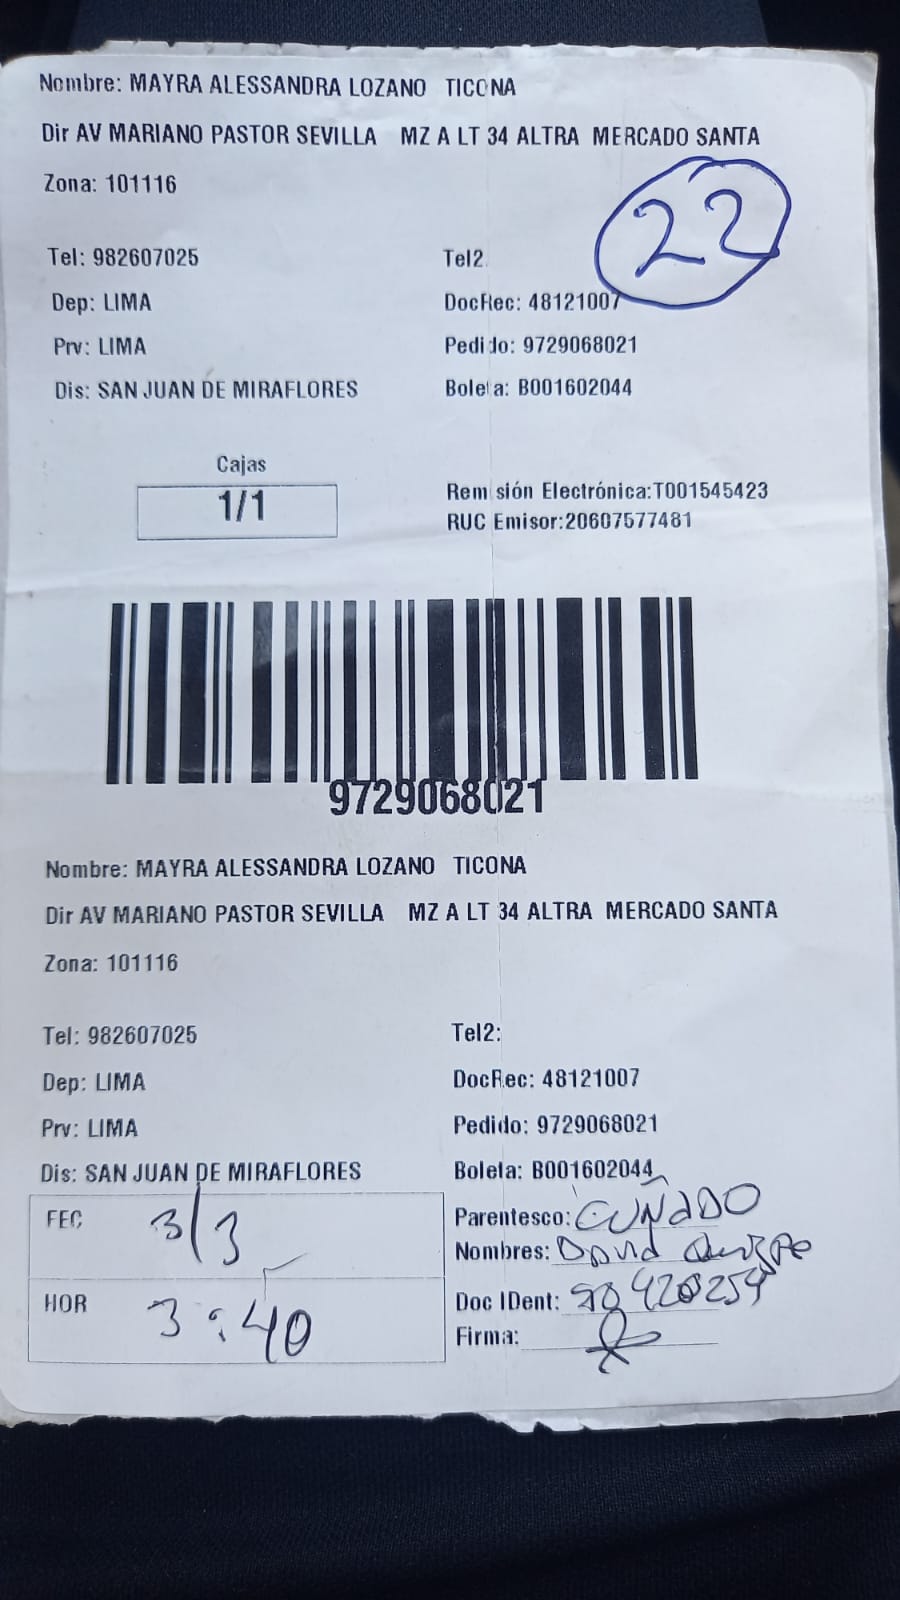 Nombre: MAYRA ALESSANDRA LOZANO TICONA
Dir AV MARIANO PASTOR SEVILLA MZ A LT 34 ALTRA MERCADO SANTA
Zona: 101116
22
Tel: 982607025 Tel2
Dep: LIMA DocRec: 48121007
Prv: LIMA Pedido: 9729068021
Dis: SAN JUAN DE MIRAFLORES Boleta: B001602044
Cajas
1/1
Remisión Electrónica:T001545423
RUC Emisor:20607577481
9729068021
Nombre: MAYRA ALESSANDRA LOZANO TICONA
Dir AV MARIANO PASTOR SEVILLA MZ A LT 34 ALTRA MERCADO SANTA
Zona: 101116
Tel: 982607025 Tel2:
Dep: LIMA DocRec: 48121007
Prv: LIMA Pedido: 9729068021
Dis: SAN JUAN DE MIRAFLORES Boleta: B001602044
FEC 3/3 Parentesco: CUÑADO
Nombres: David
HOR 3:40 Doc IDent:
Firma: